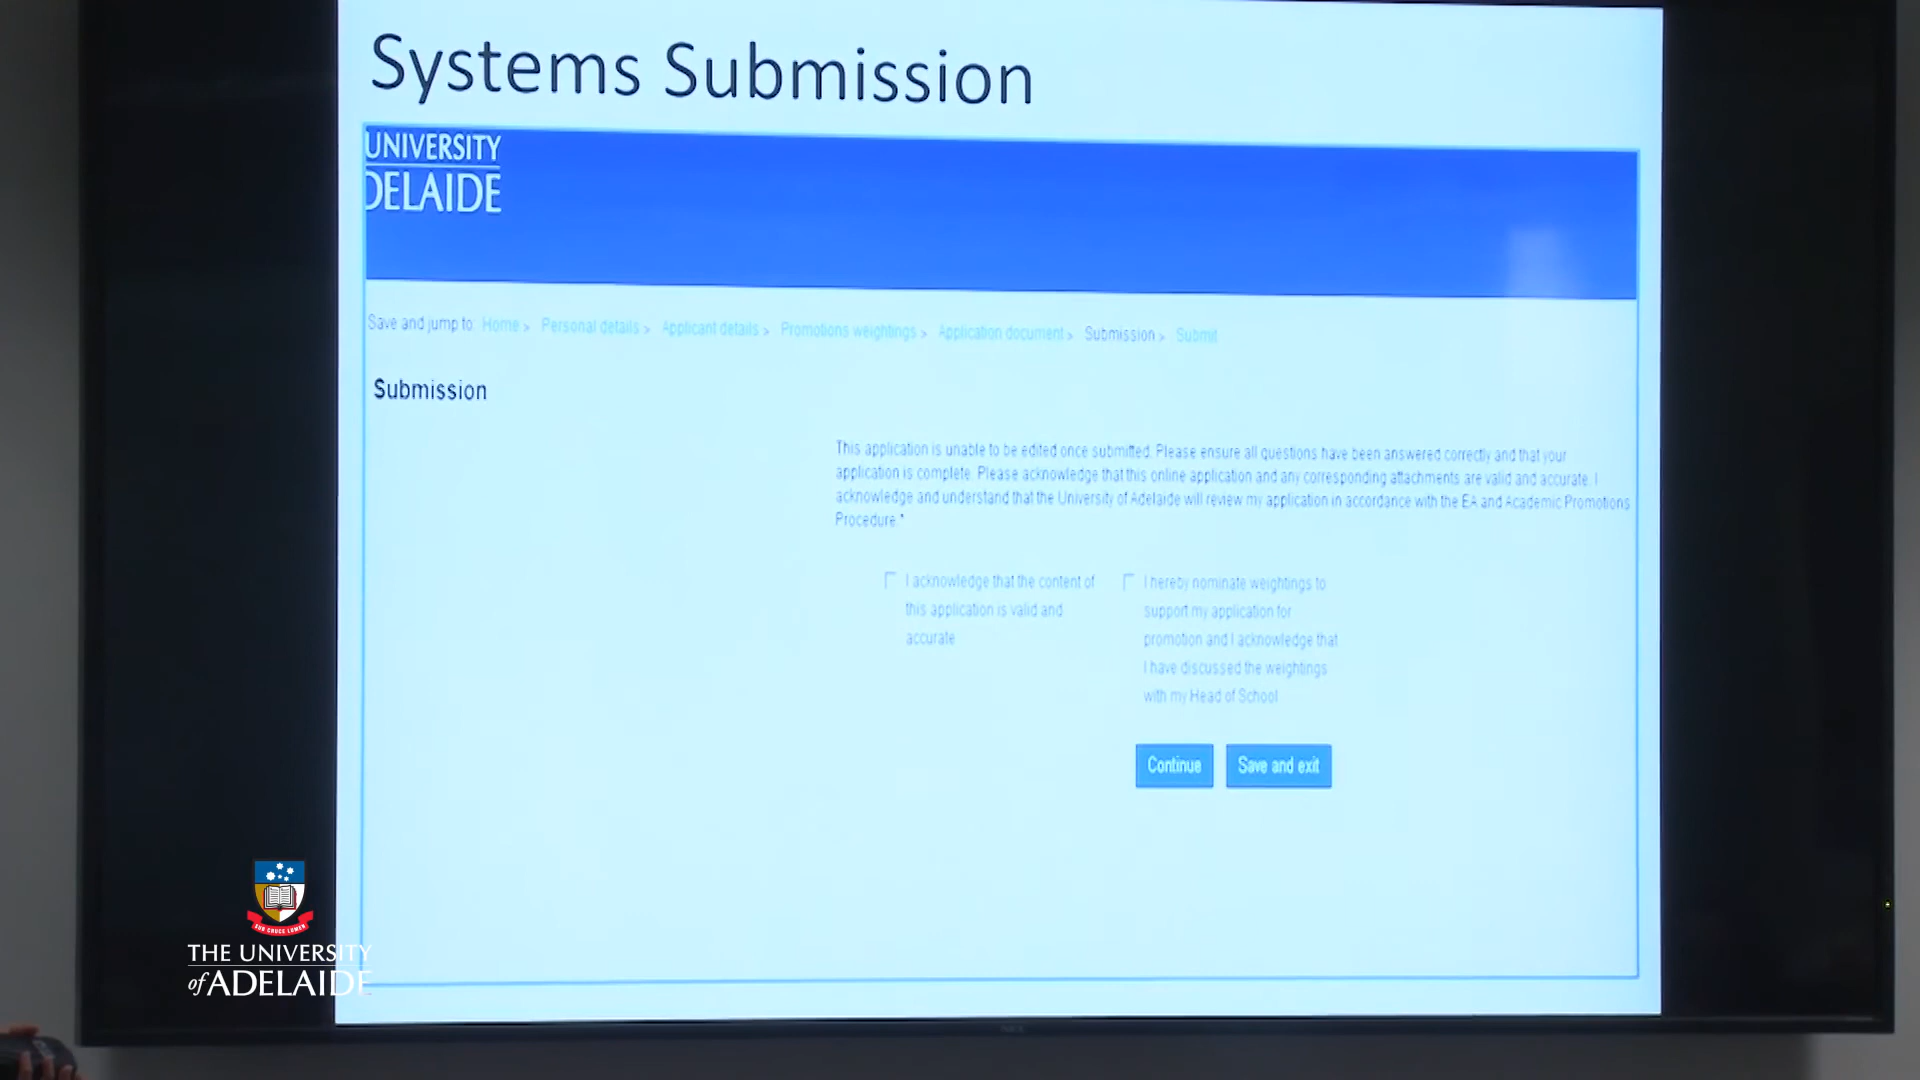 Systems Submission
UNIVERSITY
DELAIDE
Save and jump to: Home > Personal details > Applicant details > Promotions weightings > Application document > Submission > Submit
Submission
This application is unable to be edited once submitted. Please ensure all questions have been answered correctly and that your
application is complete. Please acknowledge that this online application and any corresponding attachments are valid and accurate. I
acknowledge and understand that the University of Adelaide will review my application in accordance with the EA and Academic Promotions
Procedure.*
I acknowledge that the content of
this application is valid and
accurate
I hereby nominate weightings to
support my application for
promotion and I acknowledge that
I have discussed the weightings
with my Head of School
Continue
Save and exit
SUB CRUCE LUMEN
THE UNIVERSITY
of ADELAIDE
NEC